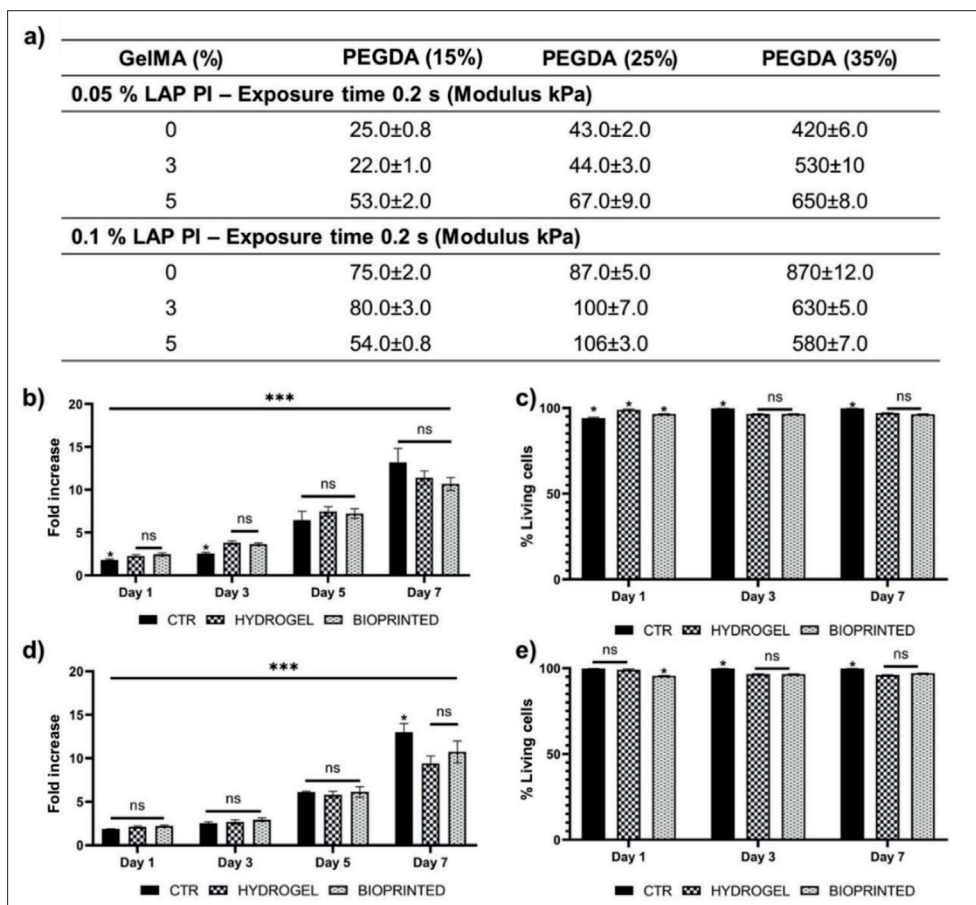 a)
GelMA (%) PEGDA (15%) PEGDA (25%) PEGDA (35%)
0.05 % LAP PI – Exposure time 0.2 s (Modulus kPa)
0 25.0±0.8 43.0±2.0 420±6.0
3 22.0±1.0 44.0±3.0 530±10
5 53.0±2.0 67.0±9.0 650±8.0
0.1 % LAP PI – Exposure time 0.2 s (Modulus kPa)
0 75.0±2.0 87.0±5.0 870±12.0
3 80.0±3.0 100±7.0 630±5.0
5 54.0±0.8 106±3.0 580±7.0
b)
Fold increase
20
15
10
5
0
***
* ns
* ns
ns
ns
Day 1 Day 3 Day 5 Day 7
CTR HYDROGEL BIOPRINTED
c)
% Living cells
100
50
0
* * *
* ns
* ns
Day 1 Day 3 Day 7
CTR HYDROGEL BIOPRINTED
d)
Fold increase
20
15
10
5
0
***
ns
ns
ns
* ns
Day 1 Day 3 Day 5 Day 7
CTR HYDROGEL BIOPRINTED
e)
% Living cells
100
50
0
ns *
* ns
* ns
Day 1 Day 3 Day 7
CTR HYDROGEL BIOPRINTED